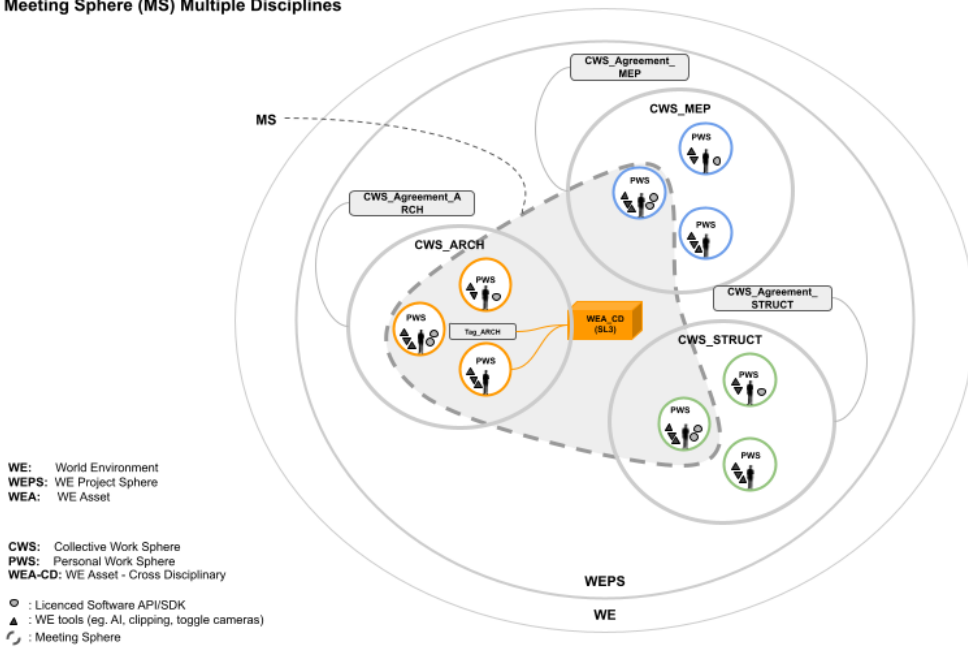 Meeting Sphere (MS) Multiple Disciplines
CWS_Agreement_
MEP
CWS_MEP
MS
PWS
PWS
CWS_Agreement_A
RCH
PWS
CWS_ARCH
PWS
CWS_Agreement_
STRUCT
PWS
WEA_CD
(SL3)
Tag_ARCH
CWS_STRUCT
PWS
PWS
PWS
PWS
WE: World Environment
WEPS: WE Project Sphere
WEA: WE Asset
CWS: Collective Work Sphere
PWS: Personal Work Sphere
WEA-CD: WE Asset - Cross Disciplinary
WEPS
: Licenced Software API/SDK
WE
: WE tools (eg. AI, clipping, toggle cameras)
: Meeting Sphere